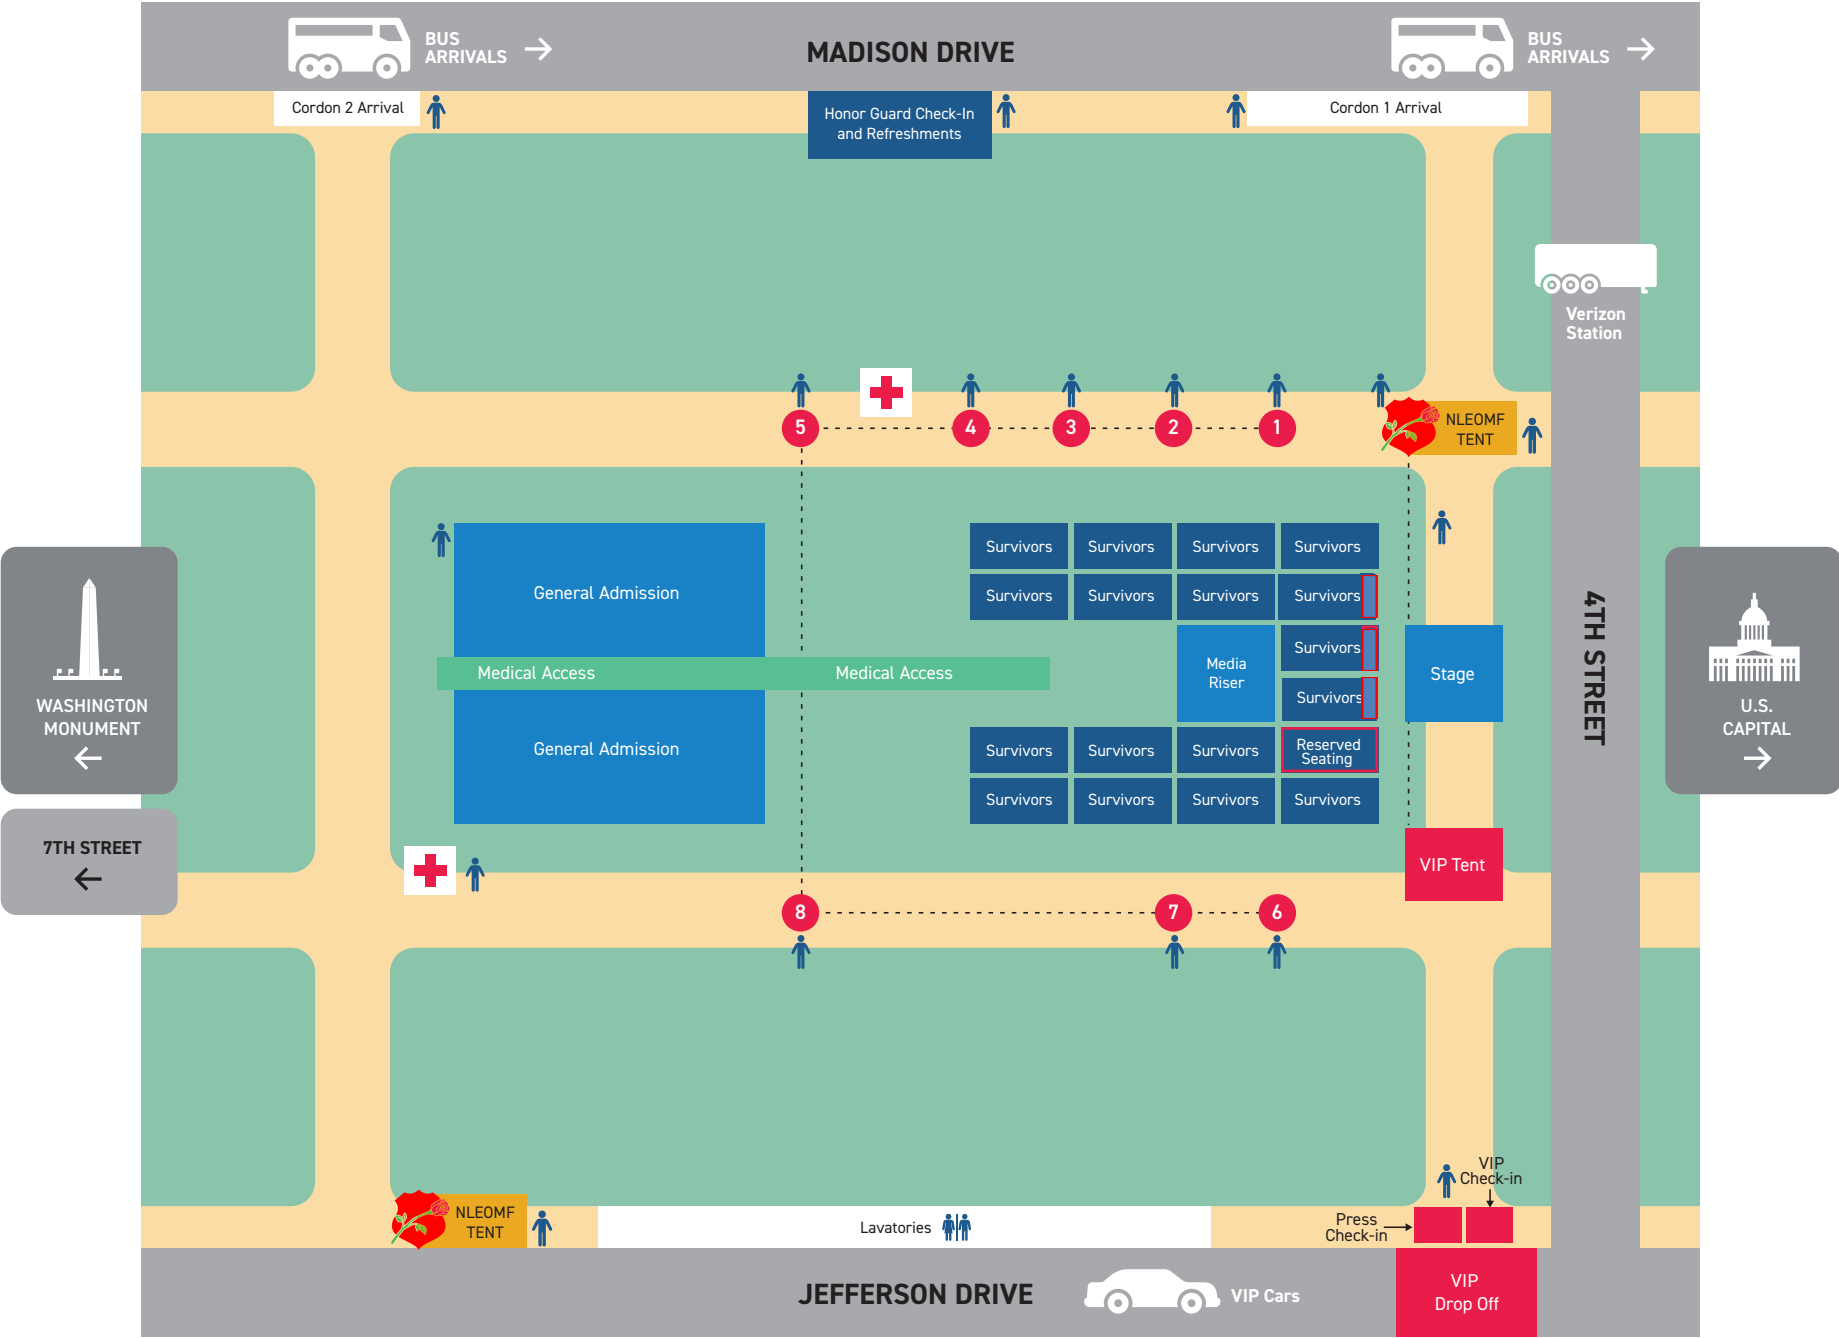 BUS
ARRIVALS
MADISON DRIVE
BUS
ARRIVALS
Cordon 2 Arrival
Honor Guard Check-In
and Refreshments
Cordon 1 Arrival
Verizon
Station
5
4
3
2
1
NLEOMF
TENT
General Admission
Survivors
Survivors
Survivors
Survivors
Survivors
Survivors
Survivors
Survivors
Medical Access
Medical Access
Media
Riser
Survivors
Survivors
Stage
4TH STREET
WASHINGTON
MONUMENT
U.S.
CAPITAL
General Admission
Survivors
Survivors
Survivors
Reserved
Seating
Survivors
Survivors
Survivors
Survivors
7TH STREET
VIP Tent
8
7
6
VIP
Check-in
NLEOMF
TENT
Lavatories
Press
Check-in
JEFFERSON DRIVE
VIP Cars
VIP
Drop Off